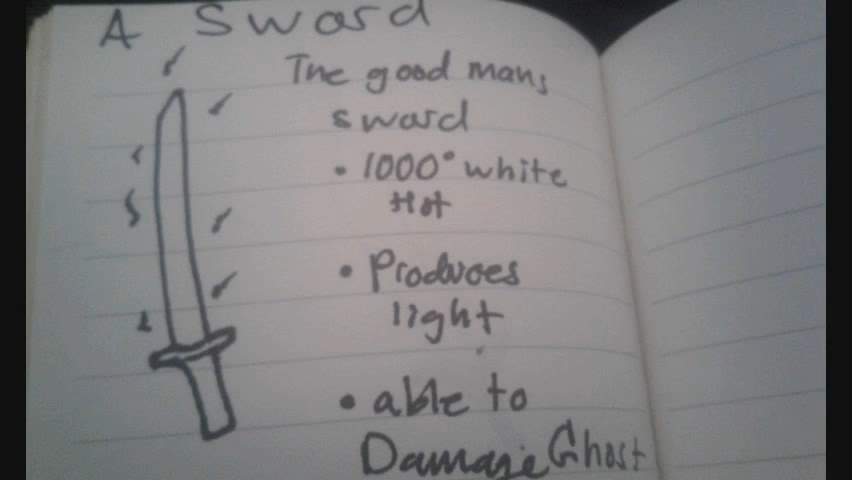 A Sword
The good mans
sword
• 1000° white
Hot
• Produces
light
• able to
Damage Ghost